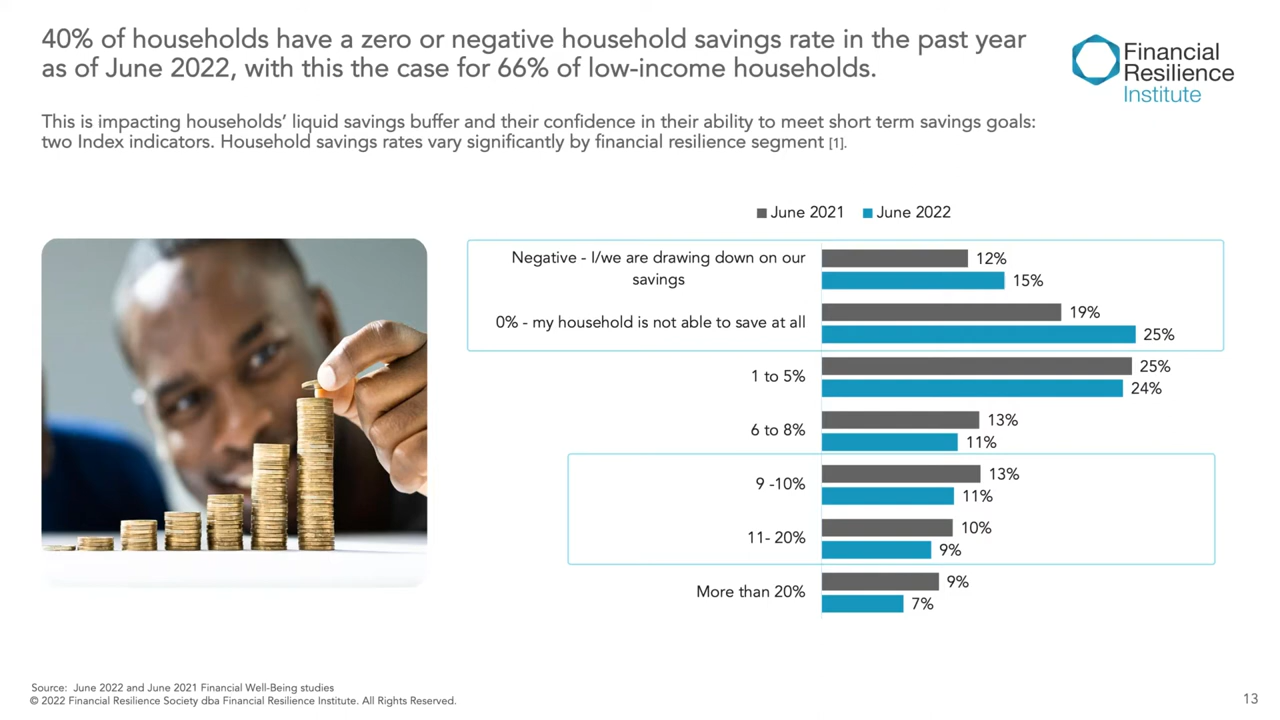 40% of households have a zero or negative household savings rate in the past year
as of June 2022, with this the case for 66% of low-income households.
Financial
Resilience
Institute
This is impacting households’ liquid savings buffer and their confidence in their ability to meet short term savings goals:
two Index indicators. Household savings rates vary significantly by financial resilience segment [1].
June 2021 June 2022
Negative - I/we are drawing down on our
savings
12%
15%
0% - my household is not able to save at all
19%
25%
1 to 5%
25%
24%
6 to 8%
13%
11%
9 -10%
13%
11%
11- 20%
10%
9%
More than 20%
9%
7%
Source: June 2022 and June 2021 Financial Well-Being studies
© 2022 Financial Resilience Society dba Financial Resilience Institute. All Rights Reserved.
13